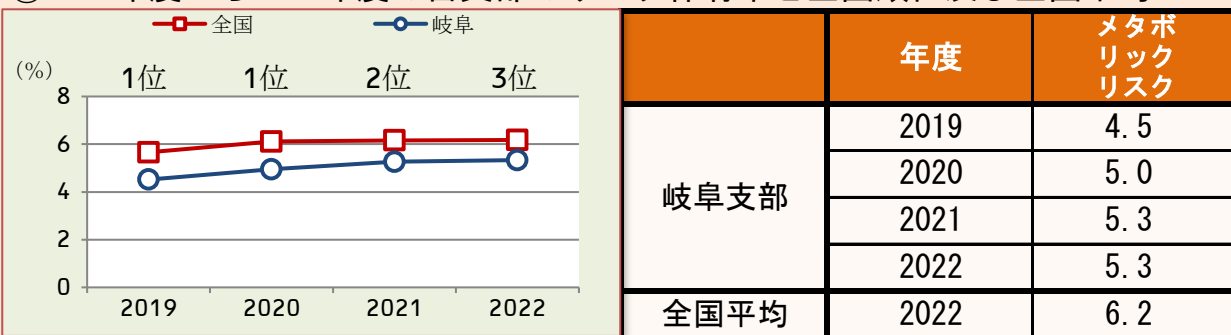 全国 岐阜
(%) 1位 1位 2位 3位
8
6
4
2
0
2019 2020 2021 2022
年度 メタボ
リック
リスク
岐阜支部
2019 4.5
2020 5.0
2021 5.3
2022 5.3
全国平均 2022 6.2